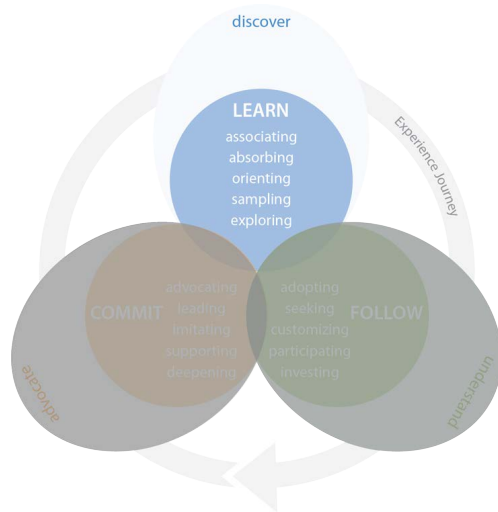 discover
LEARN
associating
absorbing
orienting
sampling
exploring
Experience Journey
COMMIT
advocating
leading
imitating
supporting
deepening
adopting
seeking
customizing
participating
investing
FOLLOW
advocate
understand